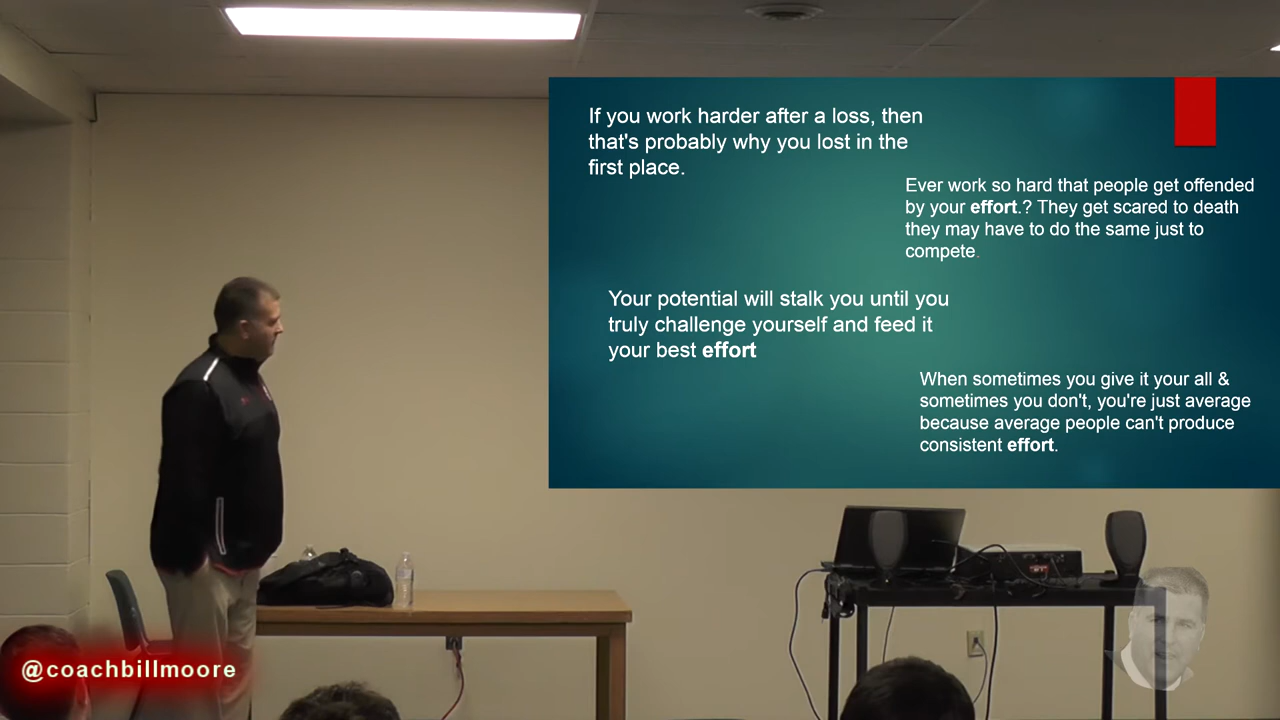 If you work harder after a loss, then
that's probably why you lost in the
first place.
Ever work so hard that people get offended
by your effort.? They get scared to death
they may have to do the same just to
compete.
Your potential will stalk you until you
truly challenge yourself and feed it
your best effort
When sometimes you give it your all &
sometimes you don't, you're just average
because average people can't produce
consistent effort.
@coachbillmoore